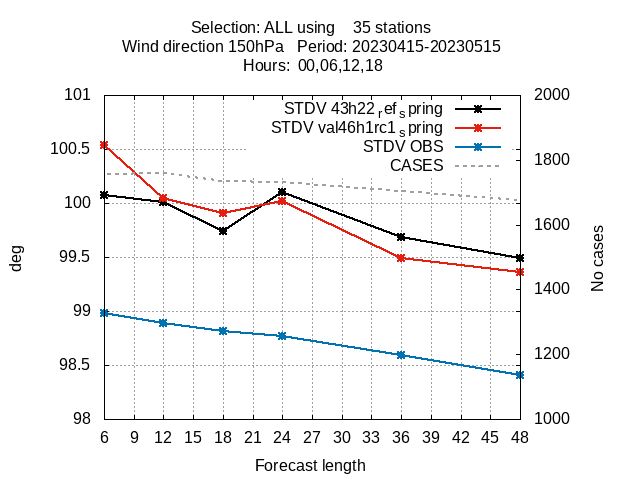 Selection: ALL using    35 stations
Wind direction 150hPa   Period: 20230415-20230515
Hours:  00,06,12,18
STDV 43h22ref spring
STDV val46h1rc1spring
STDV OBS
CASES
101
100.5
100
99.5
99
98.5
98
2000
1800
1600
1400
1200
1000
deg
No cases
6 9 12 15 18 21 24 27 30 33 36 39 42 45 48
Forecast length